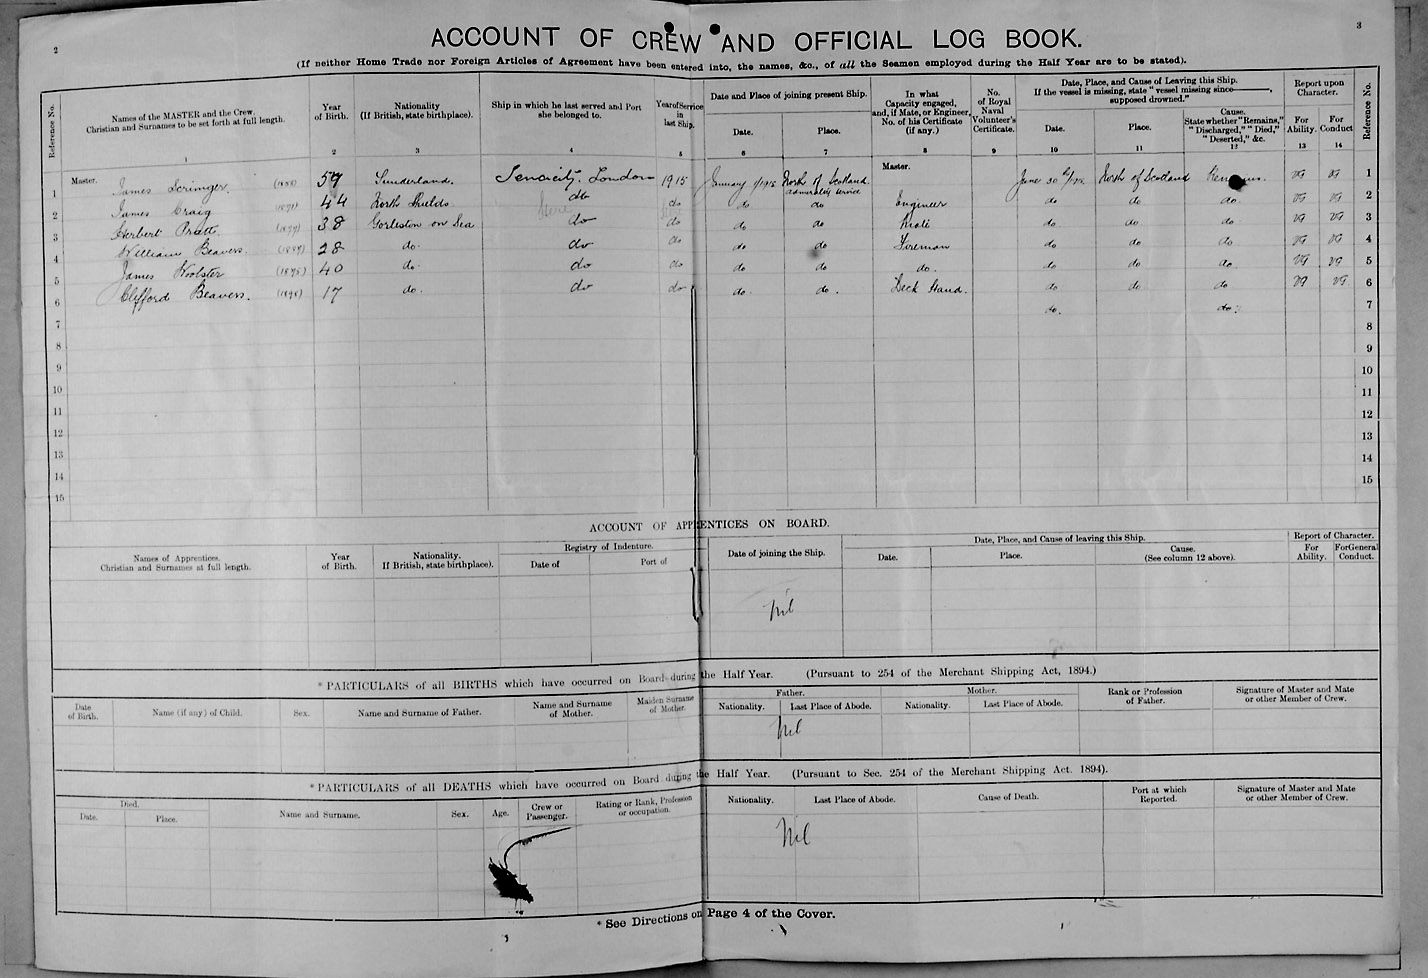 2
3
ACCOUNT OF CREW AND OFFICIAL LOG BOOK.
(If neither Home Trade nor Foreign Articles of Agreement have been entered into, the names, &c., of all the Seamen employed during the Half Year are to be stated).
Reference No. Names of the MASTER and the Crew. Christian and Surnames to be set forth at full length. Year of Birth. Nationality (If British, state birthplace). Ship in which he last served and Port she belonged to. Year of Service in last Ship. Date and Place of joining present Ship. Date. Place. In what Capacity engaged, and, if Mate, or Engineer, No. of his Certificate (if any.) No. of Royal Naval Volunteer's Certificate. Date, Place, and Cause of Leaving this Ship. If the vessel is missing, state "vessel missing since———, supposed drowned." Date. Place. Cause. State whether "Remains," "Discharged," "Died," "Deserted," &c. Report upon Character. For Ability. For Conduct Reference No.
1 2 3 4 5 6 7 8 9 10 11 12 13 14
1 Master. James Scringer. 57 Sunderland. Tenacity. London 1915 January 1/1915 North of Scotland. Admiralty service Master. June 30th/15. North of Scotland Remains. VG VG 1
2 James Craig (1871) 44 North Shields do do do do Engineer do do do. VG VG 2
3 Herbert Pratt. (1877) 38 Gorleston on Sea do do do do Mate do do do VG VG 3
4 William Beavers. (1887) 28 do. do do do do Fireman do do do VG VG 4
5 James Woolster (1875) 40 do. do do do do do. do do do. VG VG 5
6 Clifford Beavers. (1898) 17 do. do do do. do. Deck Hand. do do do VG VG 6
7 do. do. 7
8 8
9 9
10 10
11 11
12 12
13 13
14 14
15 15
ACCOUNT OF APPRENTICES ON BOARD.
Names of Apprentices. Christian and Surnames at full length. Year of Birth. Nationality. If British, state birthplace). Registry of Indenture. Date of Port of Date of joining the Ship. Date, Place, and Cause of leaving this Ship. Date. Place. Cause. (See column 12 above). Report of Character. For Ability. For General Conduct.
Nil
*PARTICULARS of all BIRTHS which have occurred on Board during the Half Year. (Pursuant to 254 of the Merchant Shipping Act, 1894.)
Date of Birth. Name (if any) of Child. Sex. Name and Surname of Father. Name and Surname of Mother. Maiden Surname of Mother. Father. Nationality. Last Place of Abode. Mother. Nationality. Last Place of Abode. Rank or Profession of Father. Signature of Master and Mate or other Member of Crew.
Nil
*PARTICULARS of all DEATHS which have occurred on Board during the Half Year. (Pursuant to Sec. 254 of the Merchant Shipping Act. 1894).
Died. Date. Place. Name and Surname. Sex. Age. Crew or Passenger. Rating or Rank, Profession or occupation. Nationality. Last Place of Abode. Cause of Death. Port at which Reported. Signature of Master and Mate or other Member of Crew.
Nil
*See Directions on Page 4 of the Cover.